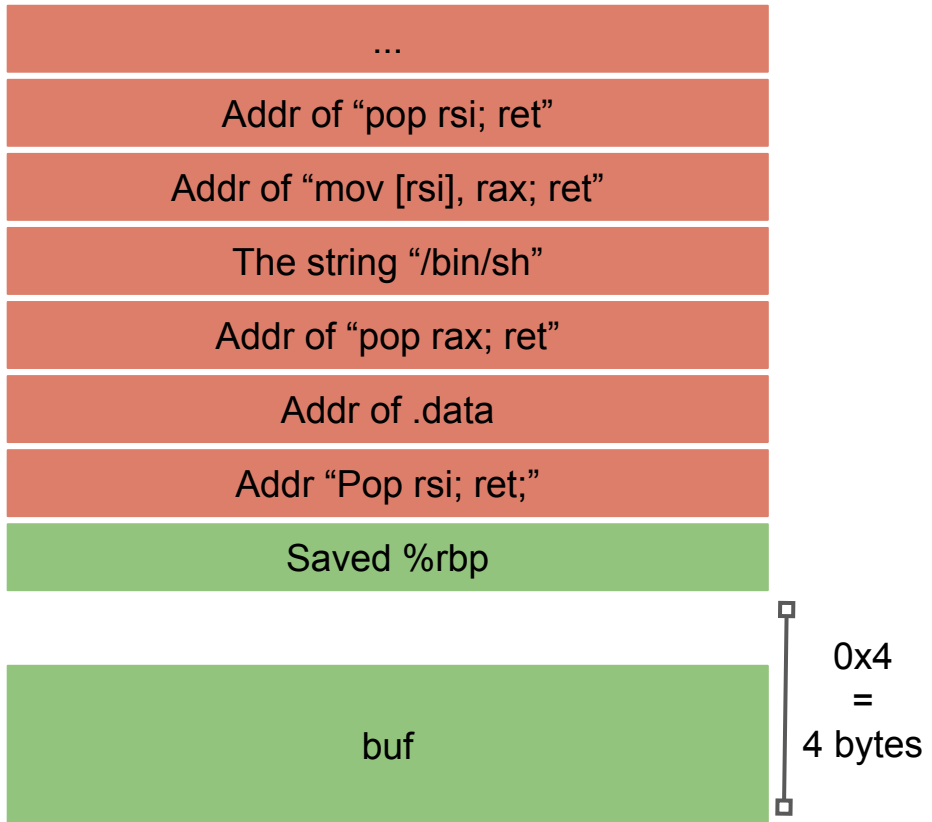 ...
Addr of “pop rsi; ret”
Addr of “mov [rsi], rax; ret”
The string “/bin/sh”
Addr of “pop rax; ret”
Addr of .data
Addr “Pop rsi; ret;”
Saved %rbp
0x4
=
4 bytes
buf